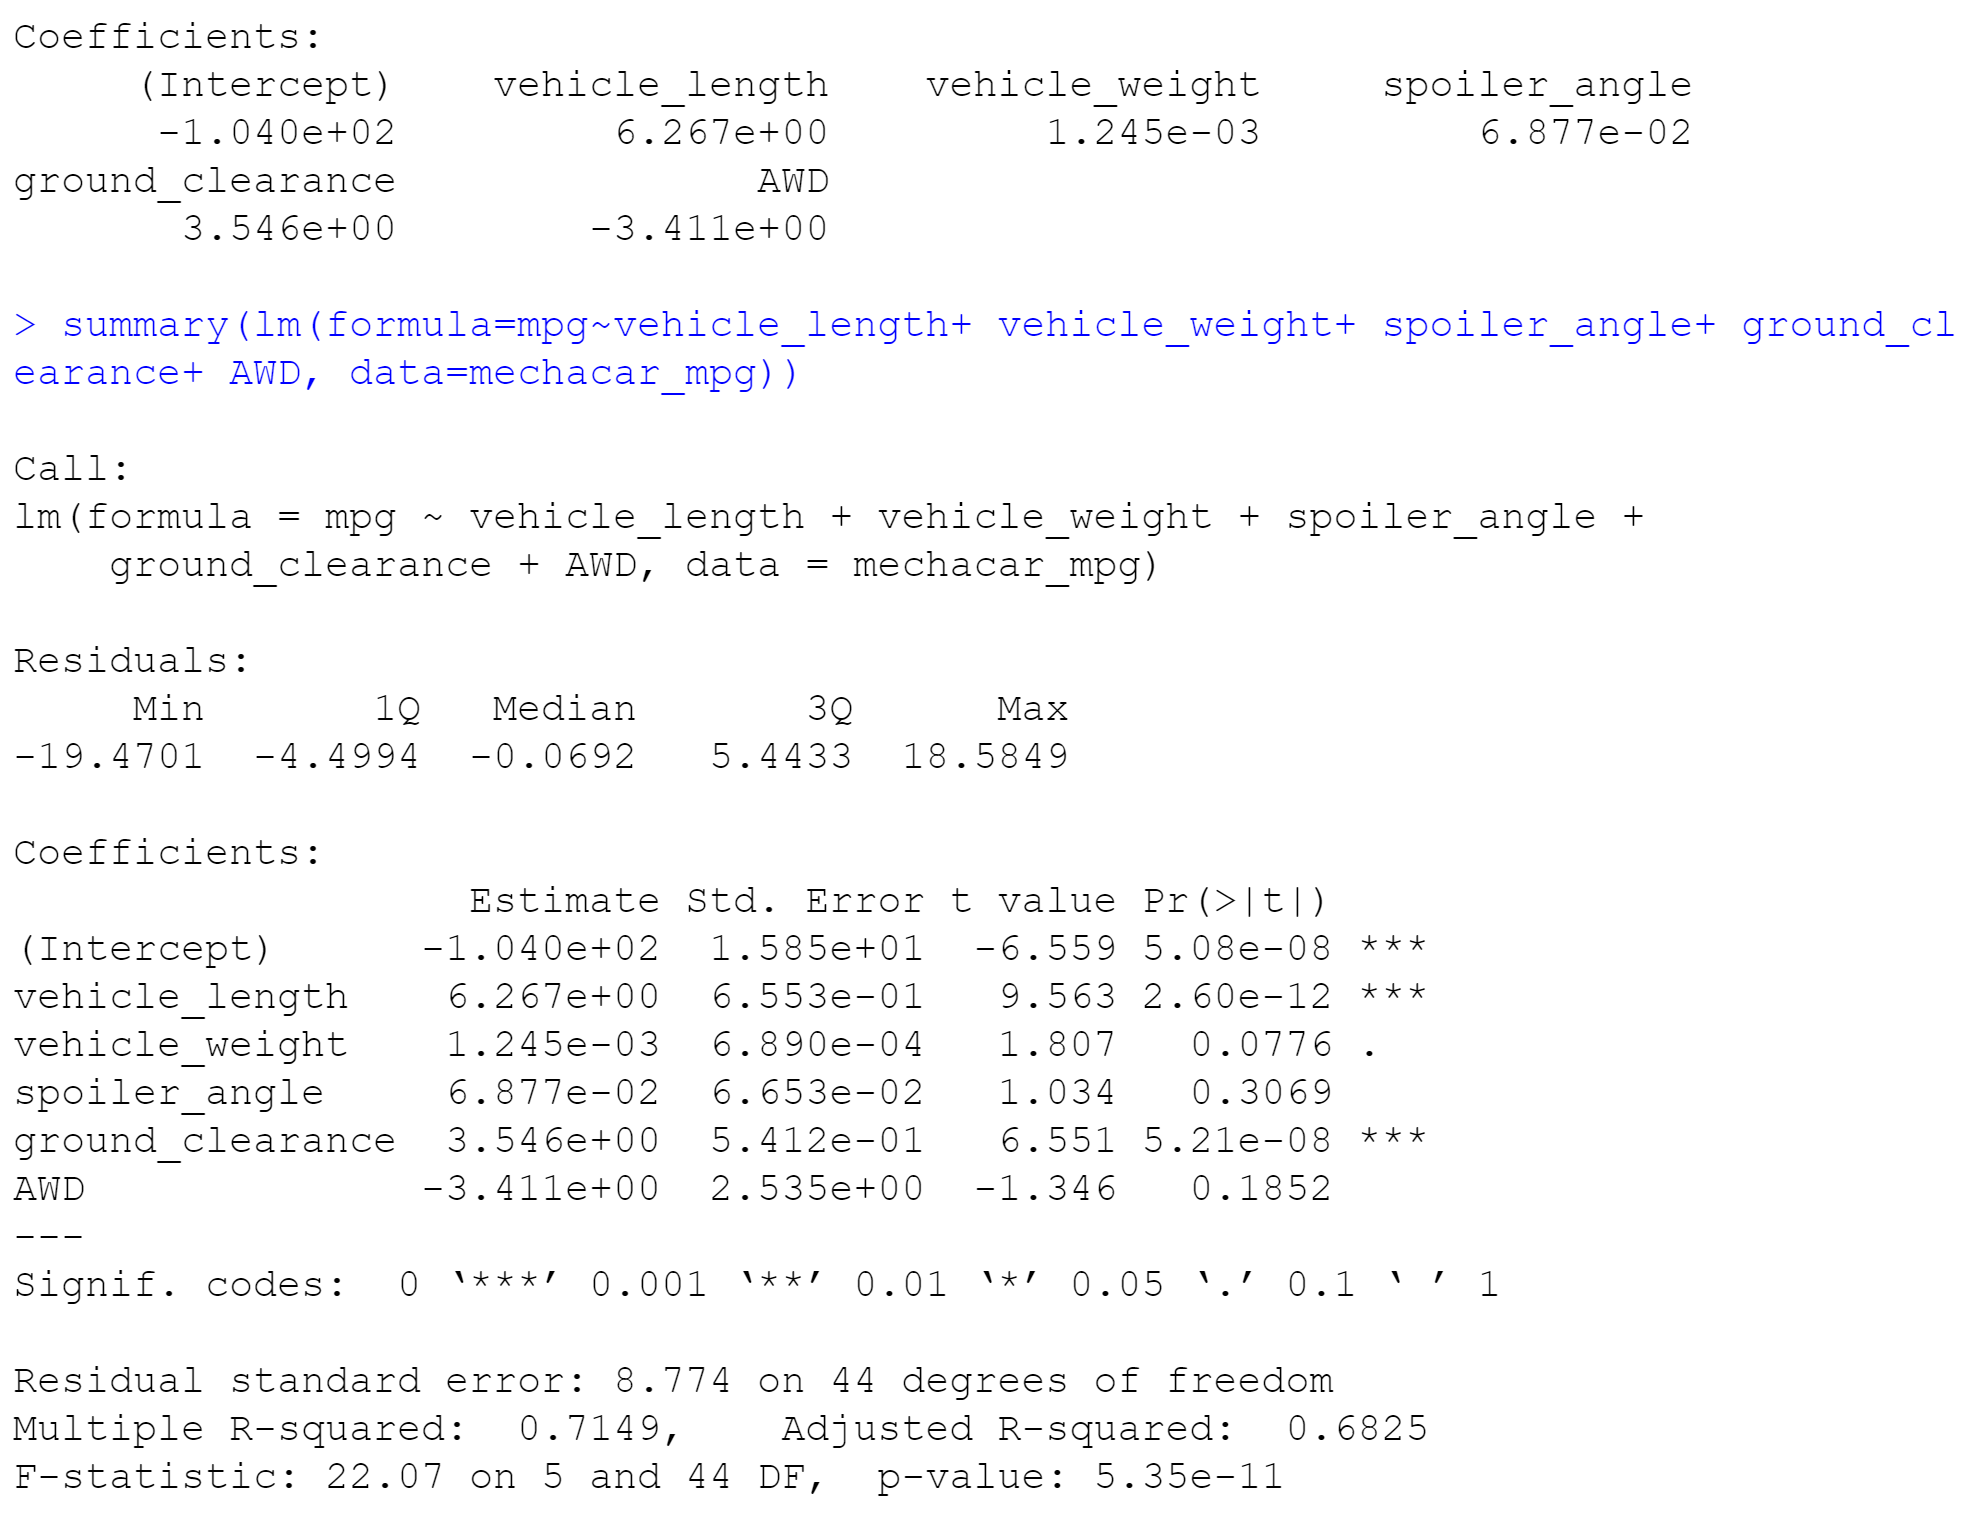 Coefficients:
     (Intercept)    vehicle_length    vehicle_weight     spoiler_angle
      -1.040e+02         6.267e+00         1.245e-03         6.877e-02
ground_clearance               AWD
       3.546e+00        -3.411e+00
> summary(lm(formula=mpg~vehicle_length+ vehicle_weight+ spoiler_angle+ ground_cl
earance+ AWD, data=mechacar_mpg))
Call:
lm(formula = mpg ~ vehicle_length + vehicle_weight + spoiler_angle +
    ground_clearance + AWD, data = mechacar_mpg)
Residuals:
     Min       1Q   Median       3Q      Max
-19.4701  -4.4994  -0.0692   5.4433  18.5849
Coefficients:
                   Estimate Std. Error t value Pr(>|t|)
(Intercept)      -1.040e+02  1.585e+01  -6.559 5.08e-08 ***
vehicle_length    6.267e+00  6.553e-01   9.563 2.60e-12 ***
vehicle_weight    1.245e-03  6.890e-04   1.807   0.0776 .
spoiler_angle     6.877e-02  6.653e-02   1.034   0.3069
ground_clearance  3.546e+00  5.412e-01   6.551 5.21e-08 ***
AWD              -3.411e+00  2.535e+00  -1.346   0.1852
---
Signif. codes:  0 ‘***’ 0.001 ‘**’ 0.01 ‘*’ 0.05 ‘.’ 0.1 ‘ ’ 1
Residual standard error: 8.774 on 44 degrees of freedom
Multiple R-squared:  0.7149,    Adjusted R-squared:  0.6825
F-statistic: 22.07 on 5 and 44 DF,  p-value: 5.35e-11